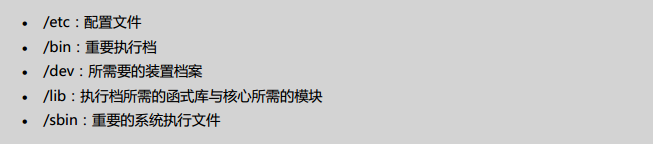 • /etc：配置文件
• /bin：重要执行档
• /dev：所需要的装置档案
• /lib：执行档所需的函式库与核心所需的模块
• /sbin：重要的系统执行文件